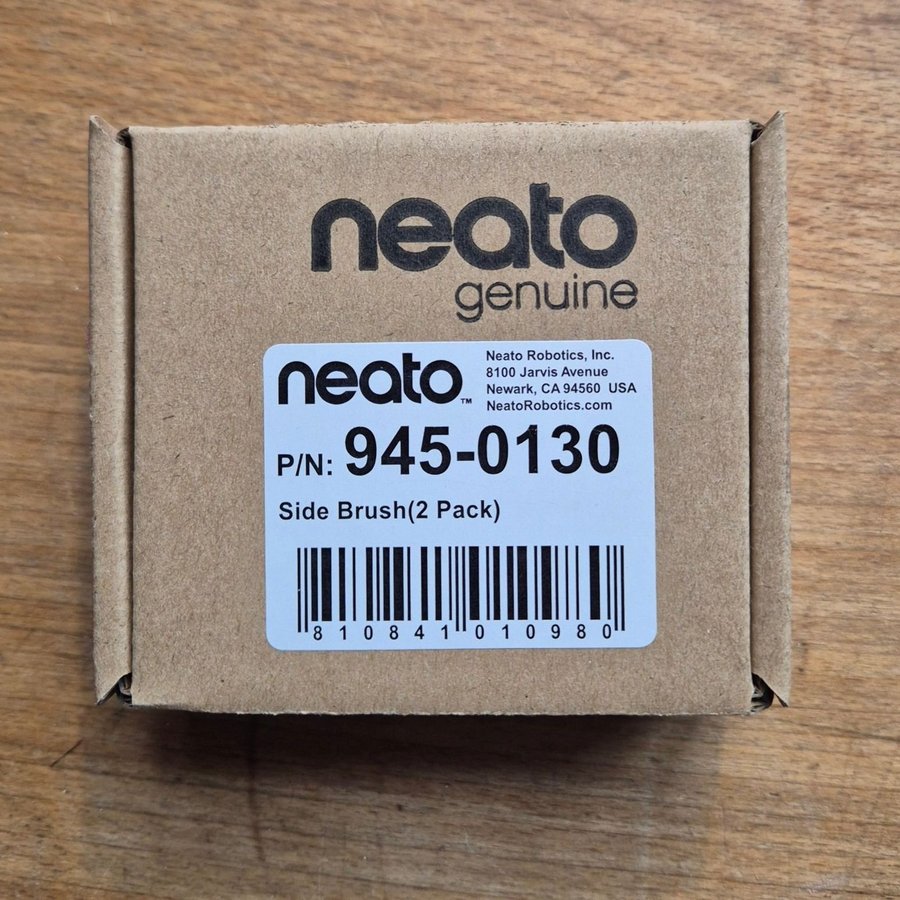 neato
genuine
neato™
Neato Robotics, Inc.
8100 Jarvis Avenue
Newark, CA 94560 USA
NeatoRobotics.com
P/N: 945-0130
Side Brush(2 Pack)
810841010980